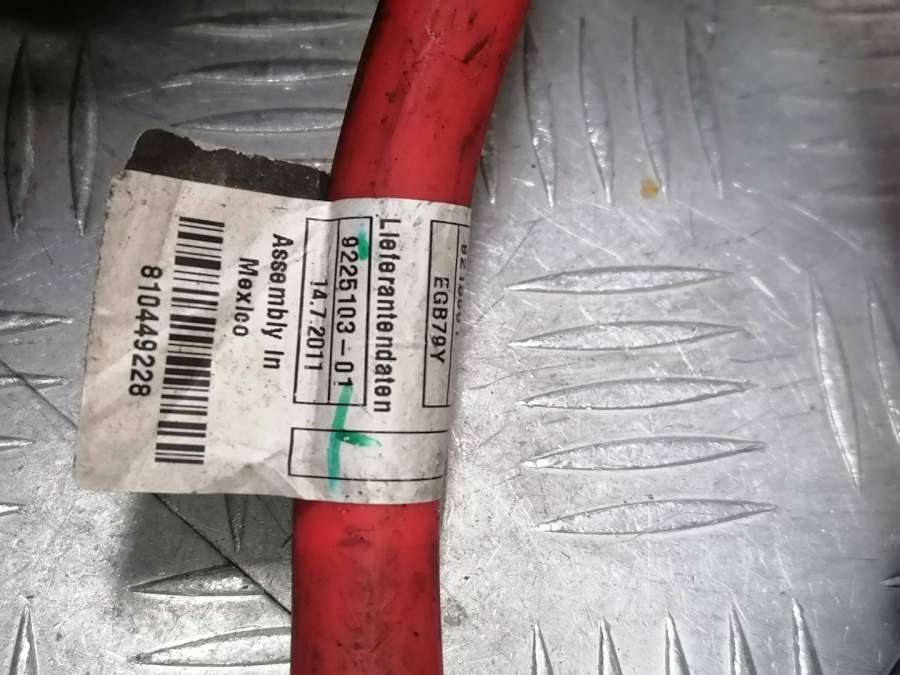 EGB79Y
Lieferantendaten
9225103-01
14.7.2011
Assembly In
Mexico
810449228